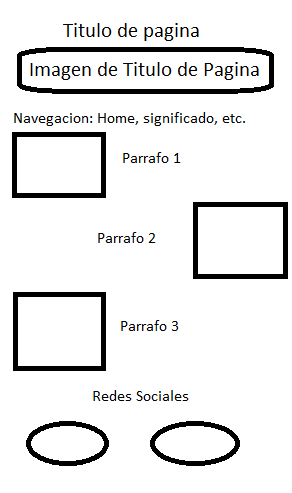 Titulo de pagina
Imagen de Titulo de Pagina
Navegacion: Home, significado, etc.
Parrafo 1
Parrafo 2
Parrafo 3
Redes Sociales